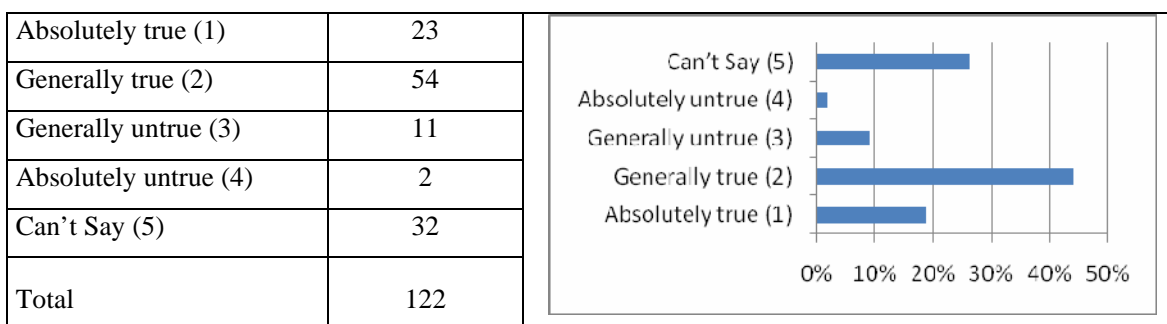 Absolutely true (1) 23
Generally true (2) 54
Generally untrue (3) 11
Absolutely untrue (4) 2
Can’t Say (5) 32
Total 122
Can’t Say (5)
Absolutely untrue (4)
Generally untrue (3)
Generally true (2)
Absolutely true (1)
0% 10% 20% 30% 40% 50%